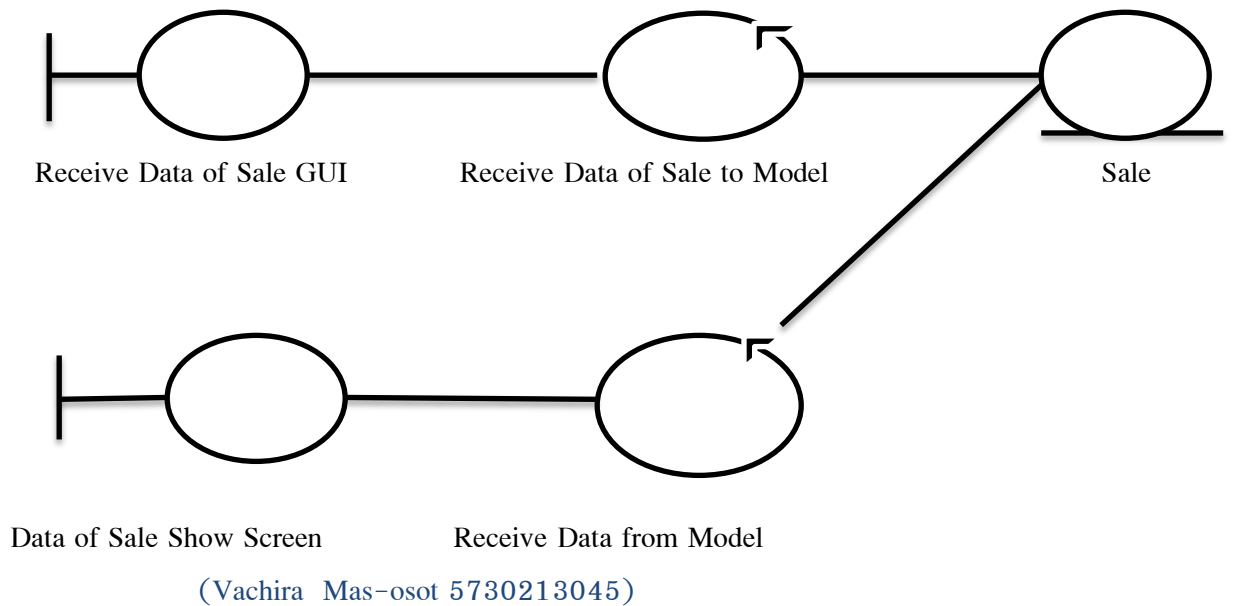 Receive Data of Sale GUI
Receive Data of Sale to Model
Sale
Data of Sale Show Screen
Receive Data from Model
(Vachira Mas-osot 5730213045)